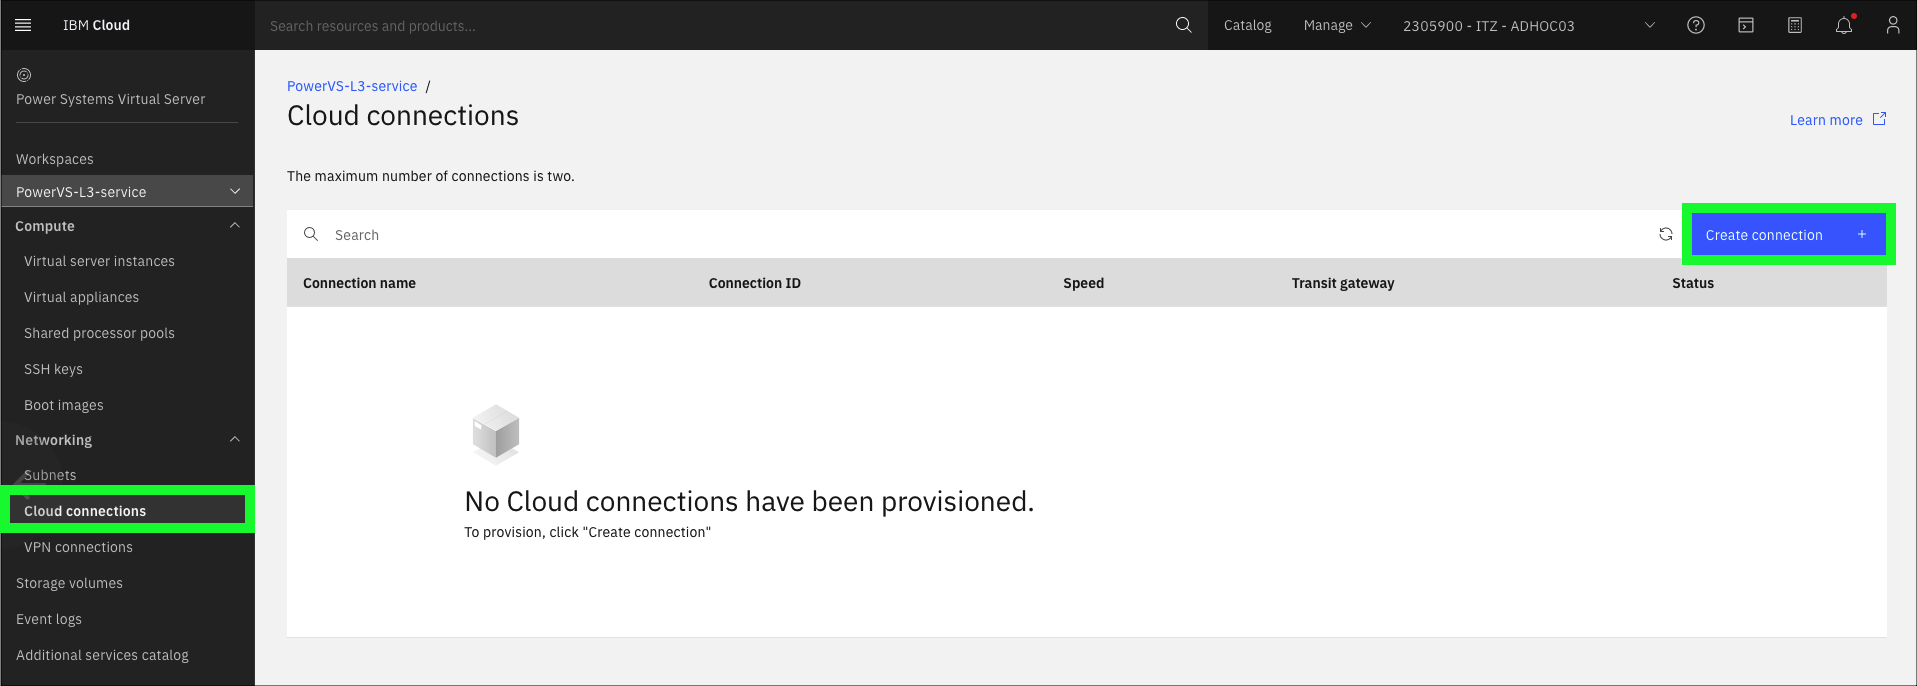 IBM Cloud
Search resources and products...
Catalog
Manage
2305900 - ITZ - ADHOC03
Power Systems Virtual Server
Workspaces
PowerVS-L3-service
Compute
Virtual server instances
Virtual appliances
Shared processor pools
SSH keys
Boot images
Networking
Subnets
Cloud connections
VPN connections
Storage volumes
Event logs
Additional services catalog
PowerVS-L3-service /
Cloud connections
Learn more
The maximum number of connections is two.
Search
Create connection +
Connection name Connection ID Speed Transit gateway Status
No Cloud connections have been provisioned.
To provision, click "Create connection"